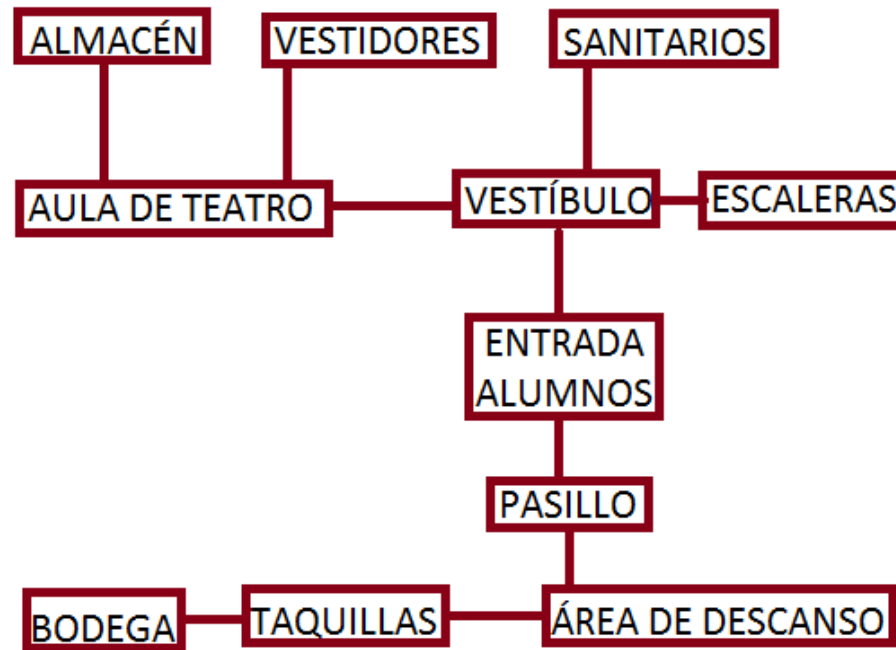 ALMACÉN
VESTIDORES
SANITARIOS
AULA DE TEATRO
VESTÍBULO
ESCALERAS
ENTRADA
ALUMNOS
PASILLO
BODEGA
TAQUILLAS
ÁREA DE DESCANSO